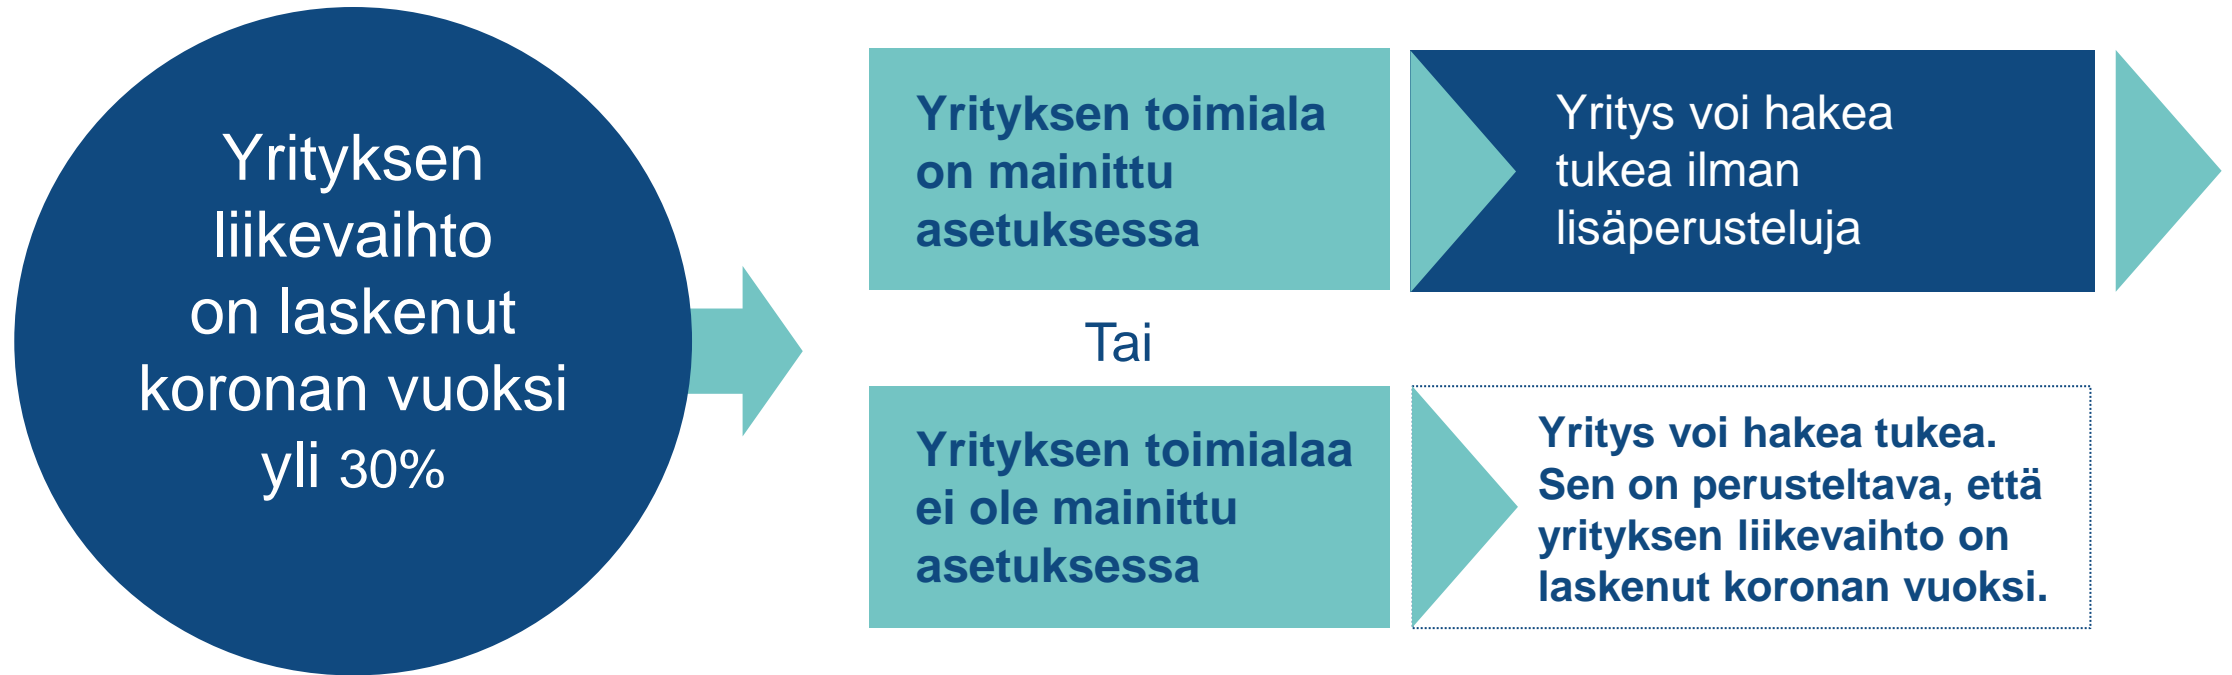 Yrityksen
liikevaihto
on laskenut
koronan vuoksi
yli 30%
Yrityksen toimiala
on mainittu
asetuksessa
Yritys voi hakea
tukea ilman
lisäperusteluja
Tai
Yrityksen toimialaa
ei ole mainittu
asetuksessa
Yritys voi hakea tukea.
Sen on perusteltava, että
yrityksen liikevaihto on
laskenut koronan vuoksi.